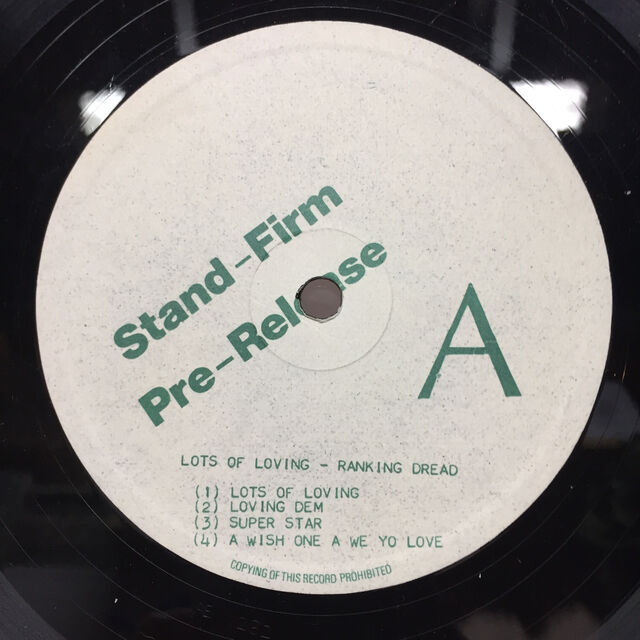 Stand-Firm
Pre-Release
A
LOTS OF LOVING - RANKING DREAD
(1) LOTS OF LOVING
(2) LOVING DEM
(3) SUPER STAR
(4) A WISH ONE A WE YO LOVE
COPYING OF THIS RECORD PROHIBITED